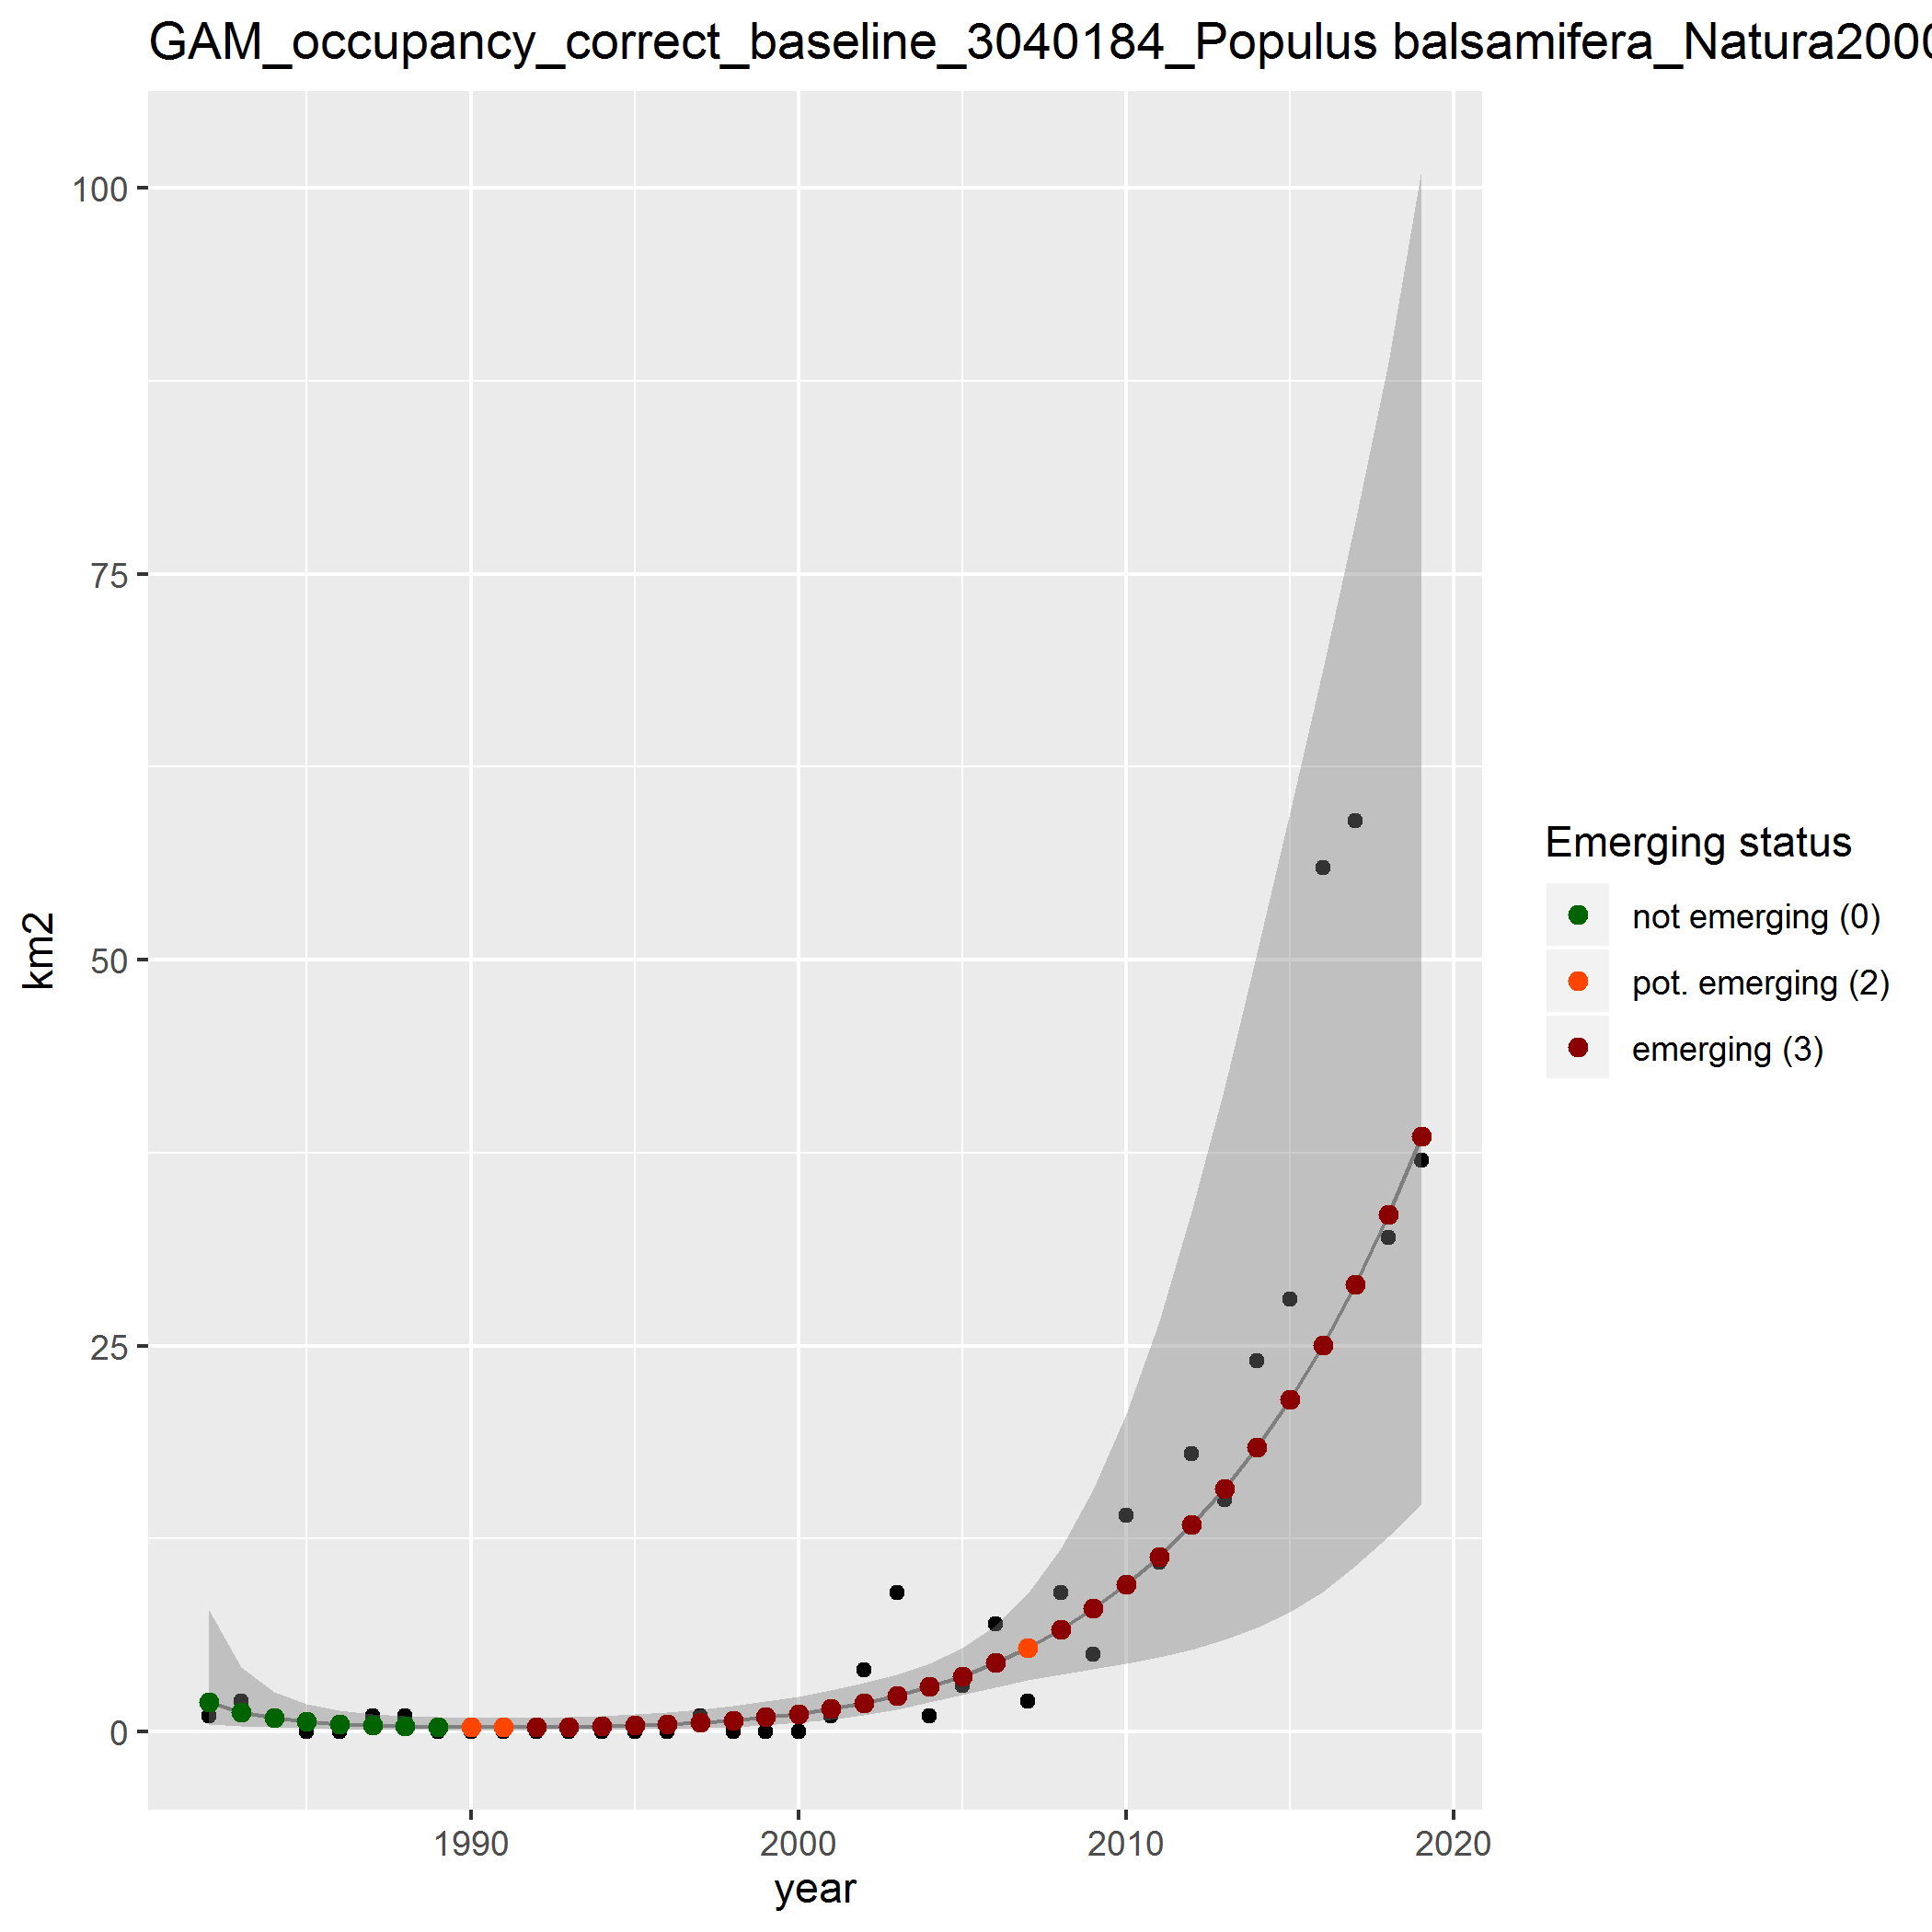 GAM_occupancy_correct_baseline_3040184_Populus balsamifera_Natura2000
100
75
50
25
0
km2
1990 2000 2010 2020
year
Emerging status
not emerging (0)
pot. emerging (2)
emerging (3)